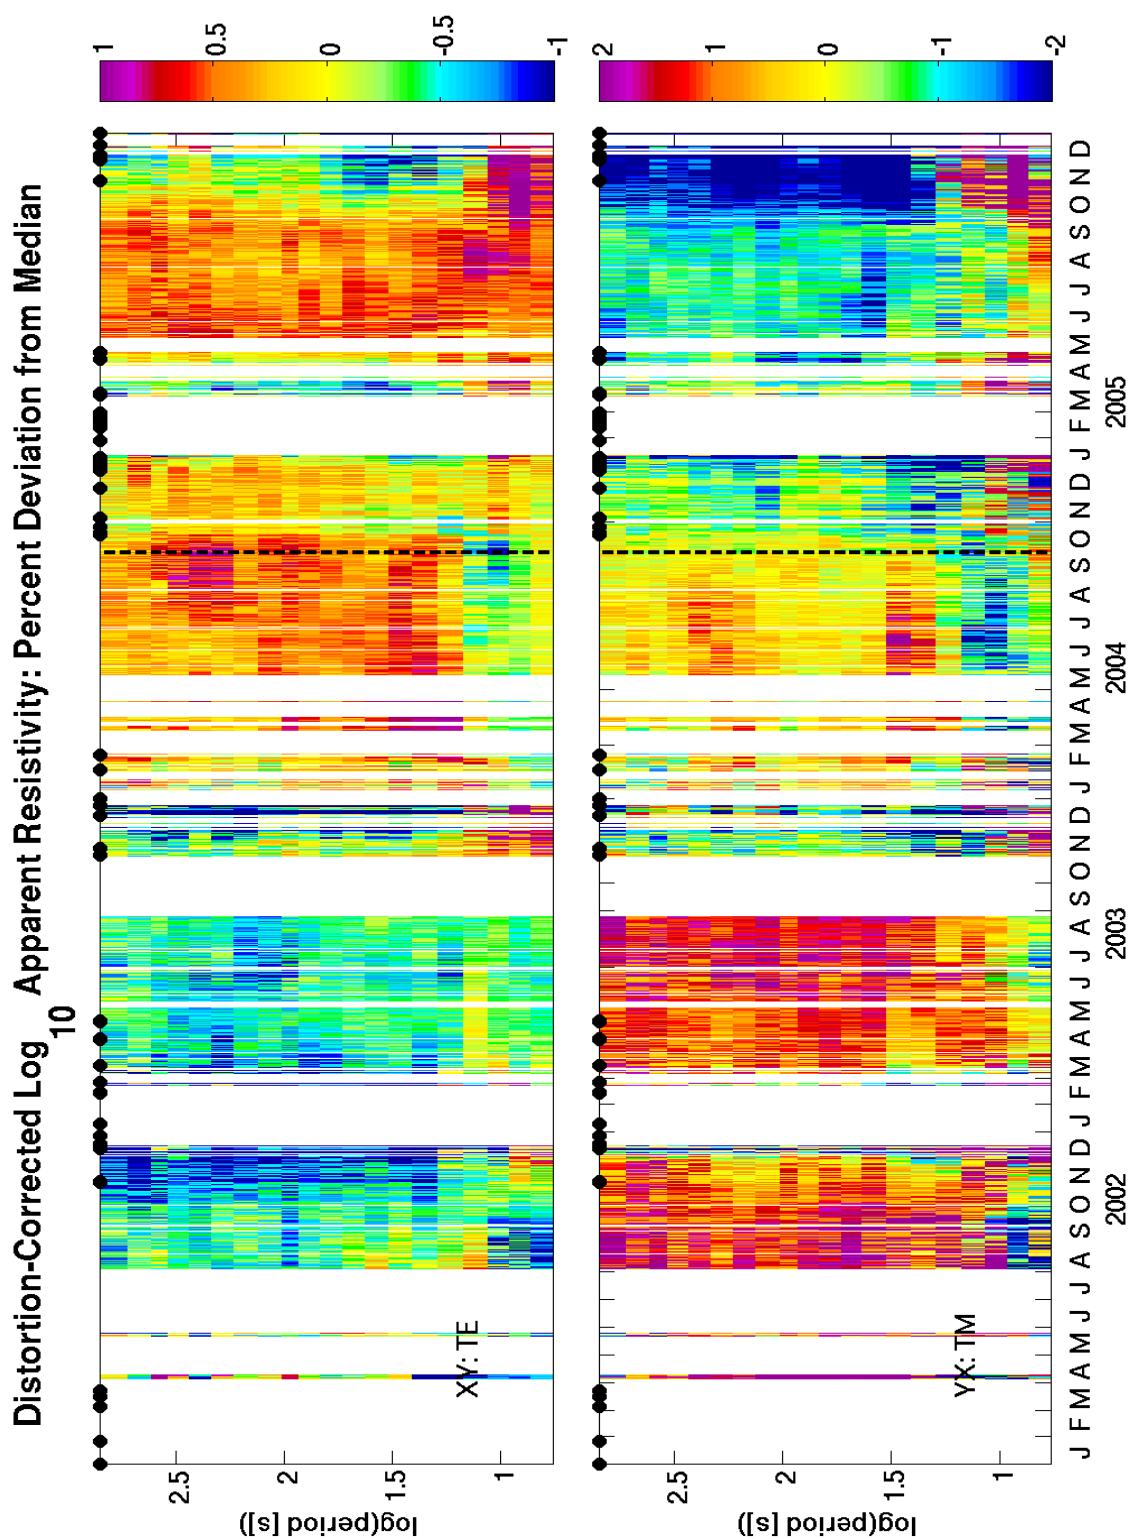 Distortion-Corrected Log10 Apparent Resistivity: Percent Deviation from Median
log(period [s])
2.5
2
1.5
1
XY: TE
1
0.5
0
-0.5
-1
log(period [s])
2.5
2
1.5
1
YX: TM
2
1
0
-1
-2
J F M A M J J A S O N D J F M A M J J A S O N D J F M A M J J A S O N D J F M A M J J A S O N D
2002 2003 2004 2005